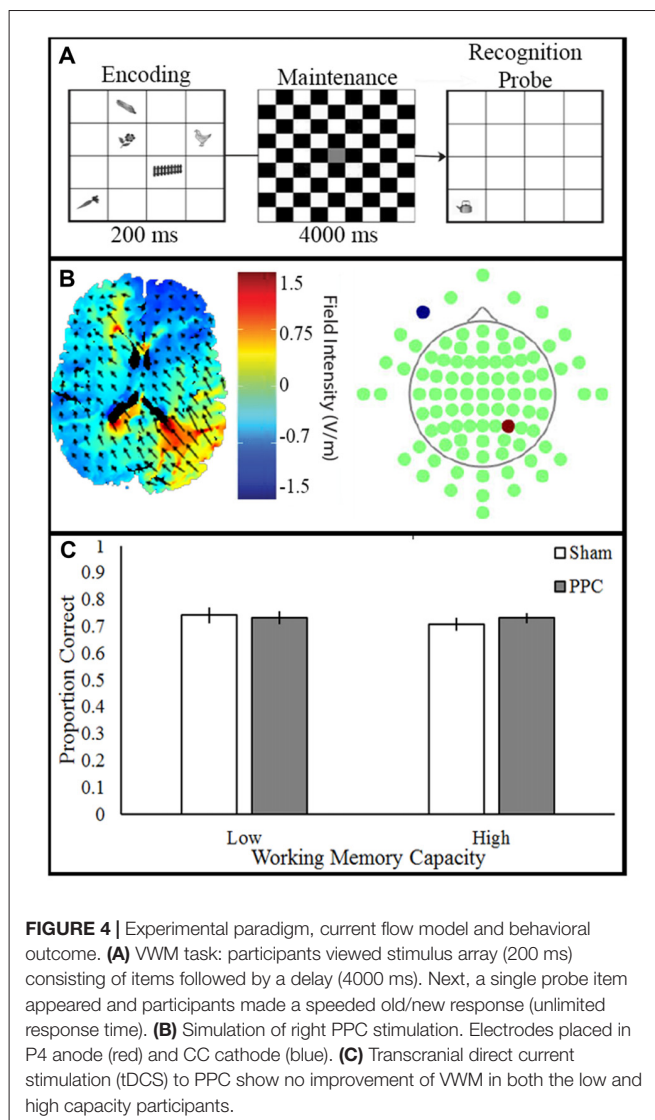 A
Encoding
Maintenance
Recognition
Probe
200 ms
4000 ms
B
1.5
0.75
0
-0.7
-1.5
Field Intensity (V/m)
C
Sham
PPC
1
0.9
0.8
0.7
0.6
0.5
0.4
0.3
0.2
0.1
0
Proportion Correct
Low
High
Working Memory Capacity
FIGURE 4 | Experimental paradigm, current flow model and behavioral
outcome. (A) VWM task: participants viewed stimulus array (200 ms)
consisting of items followed by a delay (4000 ms). Next, a single probe item
appeared and participants made a speeded old/new response (unlimited
response time). (B) Simulation of right PPC stimulation. Electrodes placed in
P4 anode (red) and CC cathode (blue). (C) Transcranial direct current
stimulation (tDCS) to PPC show no improvement of VWM in both the low and
high capacity participants.